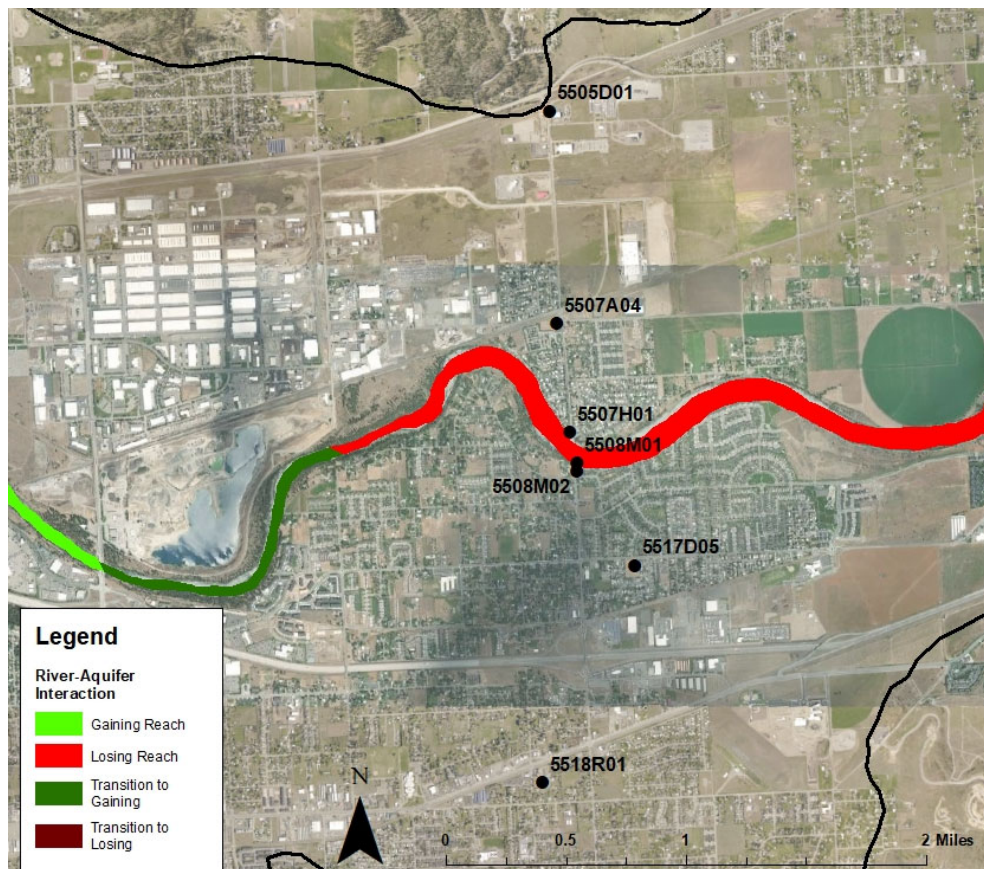 5505D01
5507A04
5507H01
5508M01
5508M02
5517D05
5518R01
Legend
River-Aquifer
Interaction
Gaining Reach
Losing Reach
Transition to
Gaining
Transition to
Losing
N
0 0.5 1 2 Miles